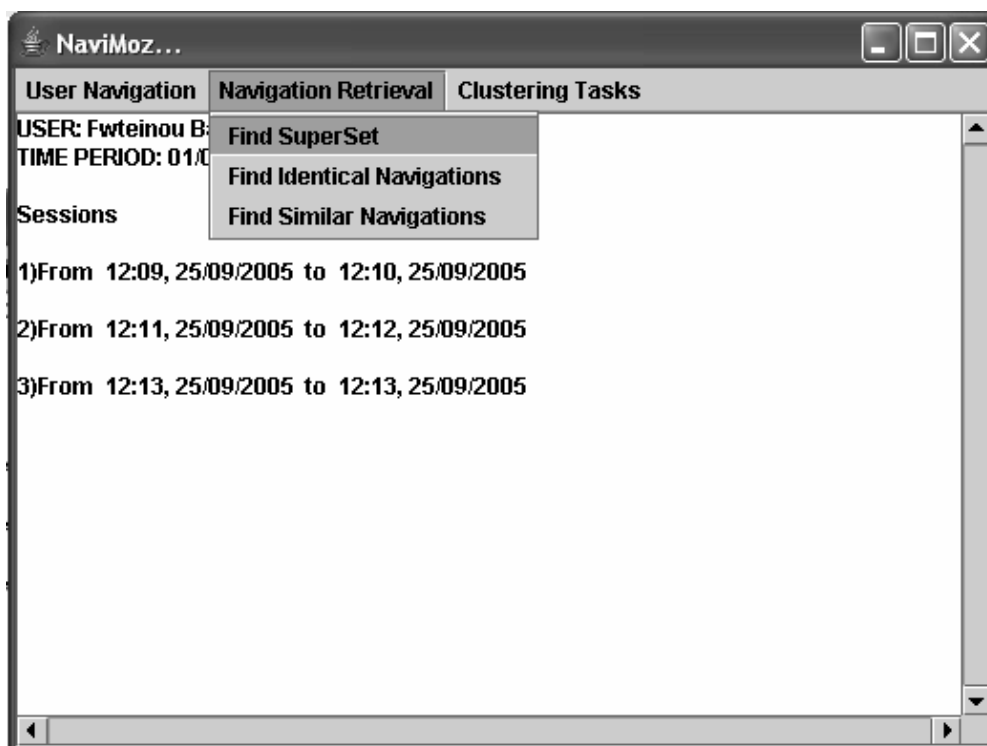 NaviMoz...
User Navigation Navigation Retrieval Clustering Tasks
USER: Fwteinou
TIME PERIOD:
Find SuperSet
Find Identical Navigations
Find Similar Navigations
Sessions
1)From 12:09, 25/09/2005 to 12:10, 25/09/2005
2)From 12:11, 25/09/2005 to 12:12, 25/09/2005
3)From 12:13, 25/09/2005 to 12:13, 25/09/2005